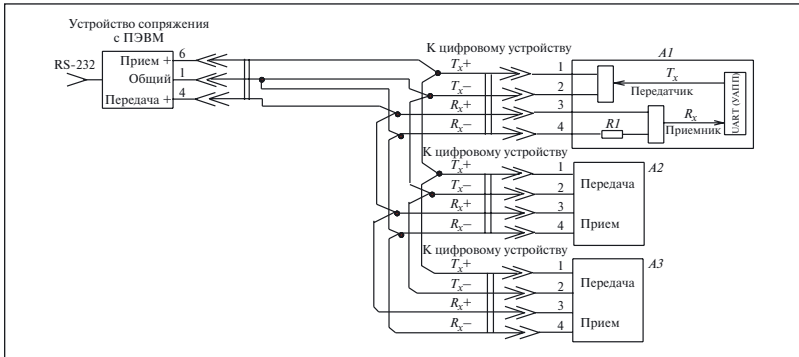 Устройство сопряжения
с ПЭВМ
RS-232
Прием +
6
Общий
1
Передача +
4
К цифровому устройству
A1
Tx+
1
Tx−
2
Rx+
3
Rx−
4
Tx
Передатчик
R1
Rx
Приемник
UART (УАПП)
К цифровому устройству
A2
Tx+
1
Tx−
2
Rx+
3
Rx−
4
Передача
Прием
К цифровому устройству
A3
Tx+
1
Tx−
2
Rx+
3
Rx−
4
Передача
Прием